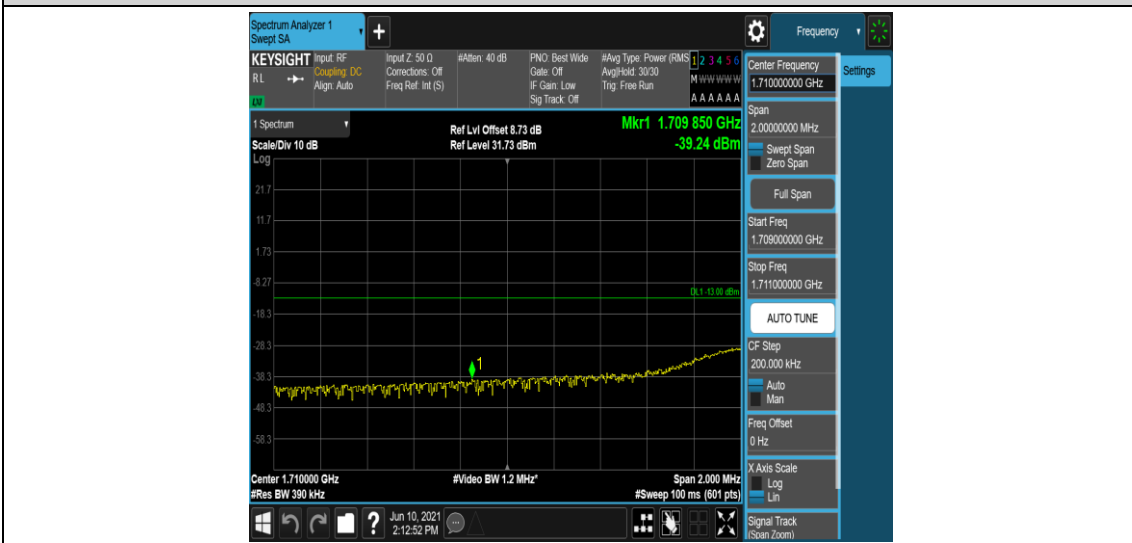 Spectrum Analyzer 1
Swept SA
+
Frequency
KEYSIGHT
RL
LXI
Input: RF
Coupling: DC
Align: Auto
Input Z: 50 Ω
Corrections: Off
Freq Ref: Int (S)
#Atten: 40 dB
PNO: Best Wide
Gate: Off
IF Gain: Low
Sig Track: Off
#Avg Type: Power (RMS
Avg|Hold: 30/30
Trig: Free Run
1 2 3 4 5 6
M W W W W W
A A A A A A
1 Spectrum
Scale/Div 10 dB
Log
Ref Lvl Offset 8.73 dB
Ref Level 31.73 dBm
Mkr1 1.709 850 GHz
-39.24 dBm
21.7
11.7
1.73
-8.27
DL1 -13.00 dBm
-18.3
-28.3
1
-38.3
-48.3
-58.3
Center 1.710000 GHz
#Res BW 390 kHz
#Video BW 1.2 MHz*
Span 2.000 MHz
#Sweep 100 ms (601 pts)
?
Jun 10, 2021
2:12:52 PM
Center Frequency
1.710000000 GHz
Settings
Span
2.00000000 MHz
Swept Span
Zero Span
Full Span
Start Freq
1.709000000 GHz
Stop Freq
1.711000000 GHz
AUTO TUNE
CF Step
200.000 kHz
Auto
Man
Freq Offset
0 Hz
X Axis Scale
Log
Lin
Signal Track
(Span Zoom)